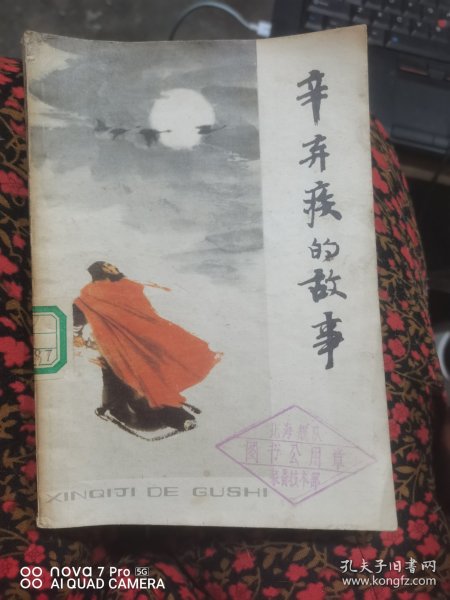 辛弃疾的故事
87
图书公用章
XINQIJI DE GUSHI
nova 7 Pro 5G
AI QUAD CAMERA
孔夫子旧书网
www.kongfz.com